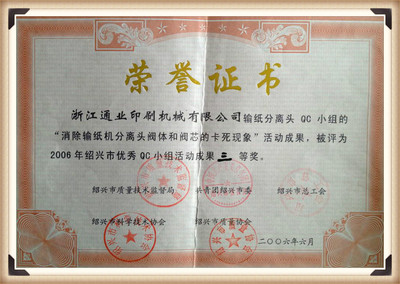 荣誉证书
浙江通业印刷机械有限公司输纸分离头 QC 小组的
“消除输纸机分离头阀体和阀芯的卡死现象”活动成果,被评为
2006年绍兴市优秀QC小组活动成果三等奖。
绍兴市质量技术监督局 共青团绍兴市委 绍兴市总工会
绍兴市科学技术协会 绍兴市质量协会
二〇〇六年六月